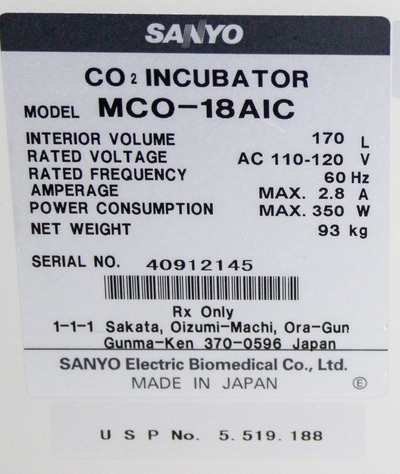 SANYO
CO2 INCUBATOR
MODEL MCO-18AIC
INTERIOR VOLUME 170 L
RATED VOLTAGE AC 110-120 V
RATED FREQUENCY 60 Hz
AMPERAGE MAX. 2.8 A
POWER CONSUMPTION MAX. 350 W
NET WEIGHT 93 kg
SERIAL NO. 40912145
Rx Only
1-1-1 Sakata, Oizumi-Machi, Ora-Gun
Gunma-Ken 370-0596 Japan
SANYO Electric Biomedical Co., Ltd.
MADE IN JAPAN Ⓔ
U S P No. 5.519.188